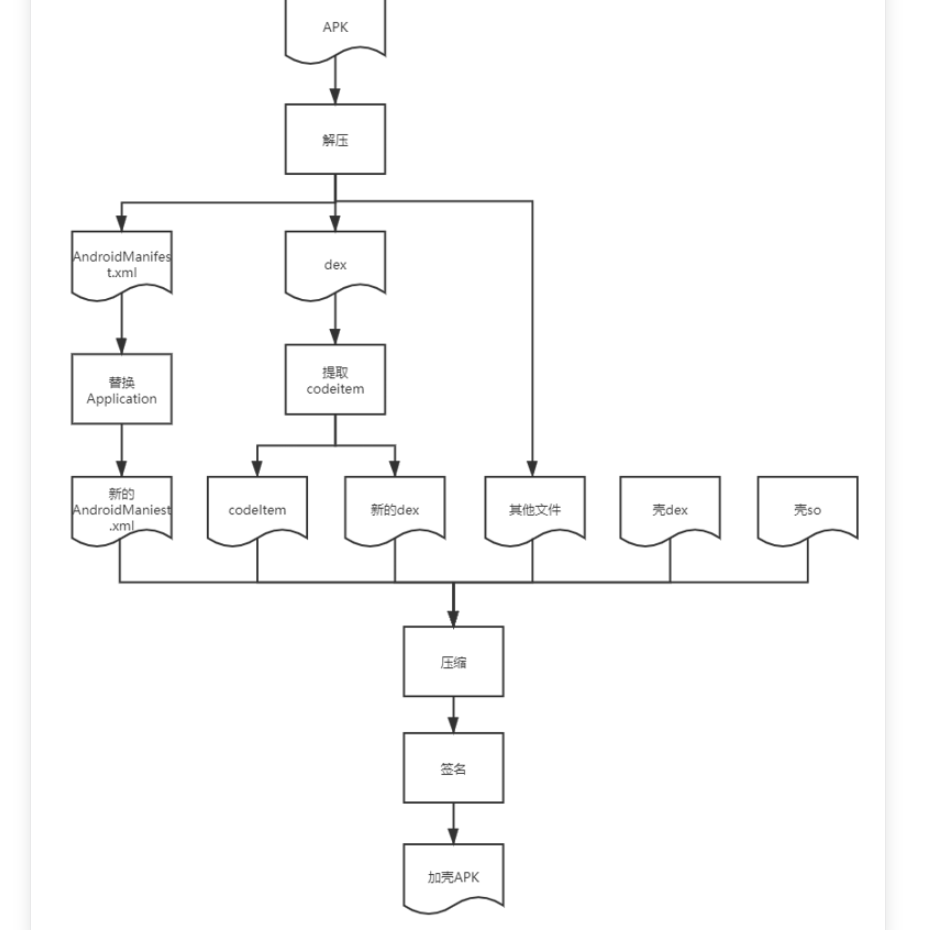 APK
解压
AndroidManifes
t.xml
dex
替换
Application
提取
codeitem
新的
AndroidManiest
.xml
codeItem
新的dex
其他文件
壳dex
壳so
压缩
签名
加壳APK